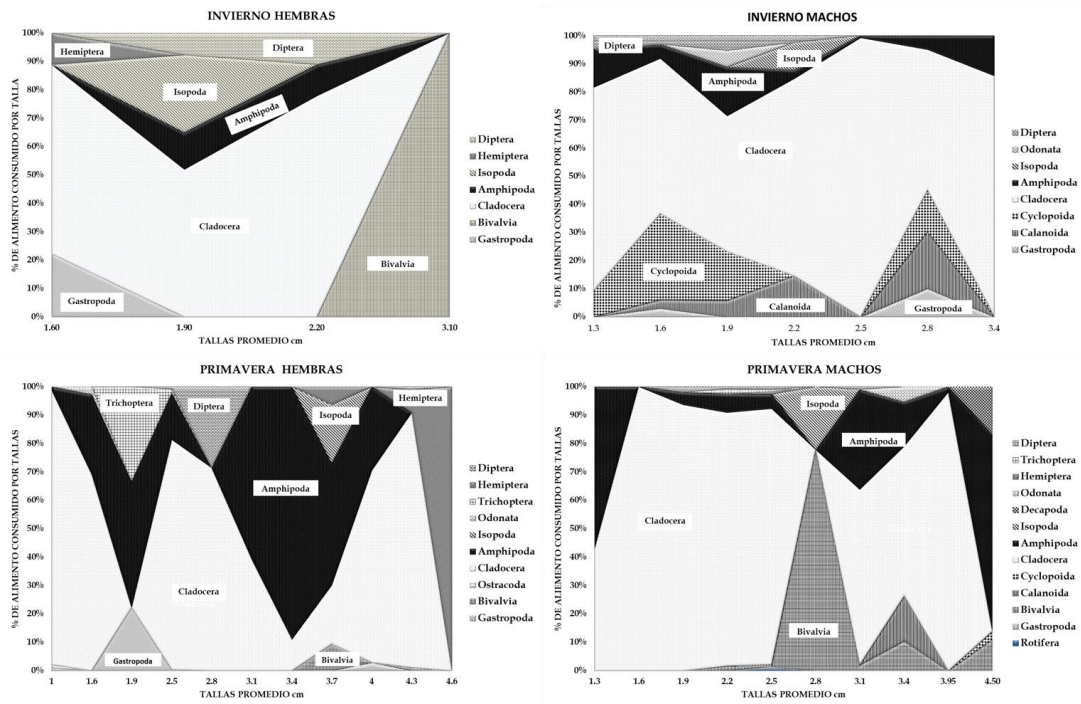 INVIERNO HEMBRAS
% DE ALIMENTO CONSUMIDO POR TALLA
100%
90%
80%
70%
60%
50%
40%
30%
20%
10%
0%
Hemiptera
Diptera
Isopoda
Amphipoda
Cladocera
Bivalvia
Gastropoda
1.60 1.90 2.20 3.10
TALLAS PROMEDIO cm
Diptera
Hemiptera
Isopoda
Amphipoda
Cladocera
Bivalvia
Gastropoda
INVIERNO MACHOS
% DE ALIMENTO CONSUMIDO POR TALLA
100%
90%
80%
70%
60%
50%
40%
30%
20%
10%
0%
Diptera
Isopoda
Amphipoda
Cladocera
Cyclopoida
Calanoida
Gastropoda
1.3 1.6 1.9 2.2 2.5 2.8 3.4
TALLAS PROMEDIO cm
Diptera
Odonata
Isopoda
Amphipoda
Cladocera
Cyclopoida
Calanoida
Gastropoda
PRIMAVERA HEMBRAS
% DE ALIMENTO CONSUMIDO POR TALLAS
100%
90%
80%
70%
60%
50%
40%
30%
20%
10%
0%
Trichoptera
Diptera
Isopoda
Hemiptera
Amphipoda
Cladocera
Gastropoda
Bivalvia
1 1.6 1.9 2.5 2.8 3.1 3.4 3.7 4 4.3 4.6
TALLAS PROMEDIO cm
Diptera
Hemiptera
Trichoptera
Odonata
Isopoda
Amphipoda
Cladocera
Ostracoda
Bivalvia
Gastropoda
PRIMAVERA MACHOS
% DE ALIEMENTO CONSUMIDO POR TALLAS
100%
90%
80%
70%
60%
50%
40%
30%
20%
10%
0%
Isopoda
Amphipoda
Cladocera
Bivalvia
1.3 1.6 1.9 2.2 2.5 2.8 3.1 3.4 3.95 4.50
TALLAS PROMEDIO cm
Diptera
Trichoptera
Hemiptera
Odonata
Decapoda
Isopoda
Amphipoda
Cladocera
Cyclopoida
Calanoida
Bivalvia
Gastropoda
Rotifera